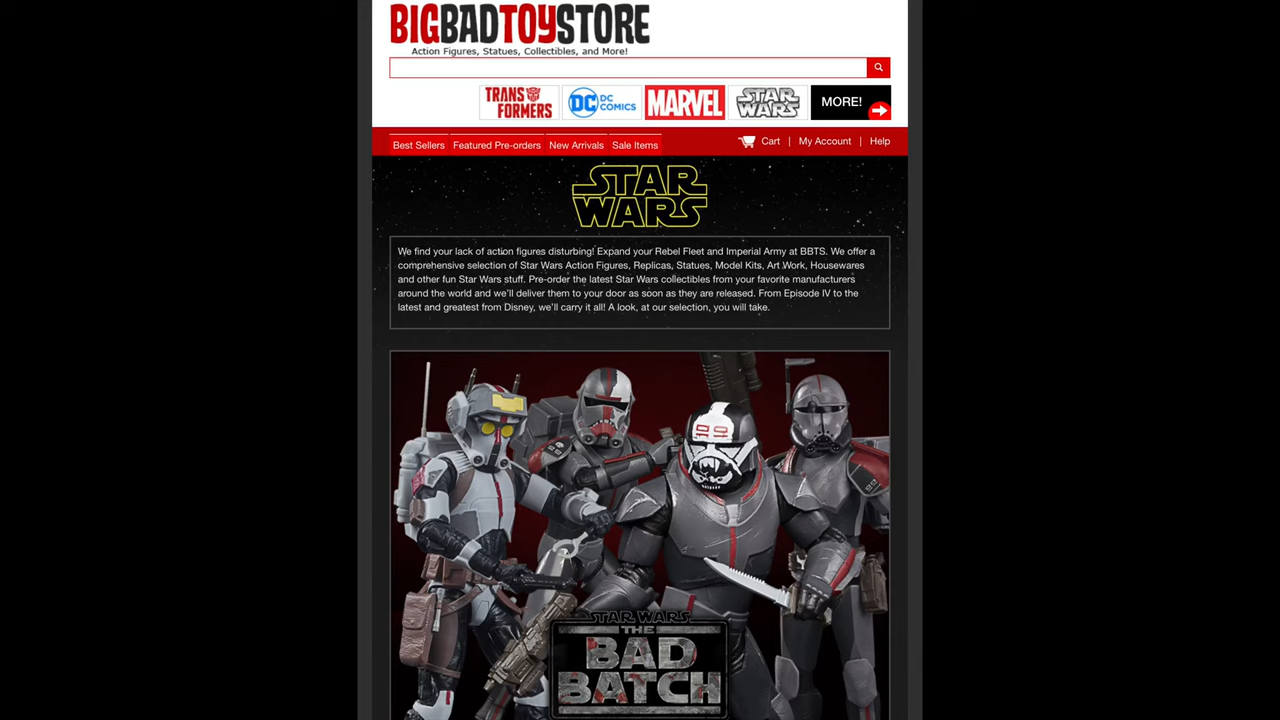 BIGBADTOYSTORE
Action Figures, Statues, Collectibles, and More!
TRANSFORMERS DC DC COMICS MARVEL STAR WARS MORE!
Best Sellers Featured Pre-orders New Arrivals Sale Items Cart | My Account | Help
STAR
WARS
We find your lack of action figures disturbing! Expand your Rebel Fleet and Imperial Army at BBTS. We offer a
comprehensive selection of Star Wars Action Figures, Replicas, Statues, Model Kits, Art Work, Housewares
and other fun Star Wars stuff. Pre-order the latest Star Wars collectibles from your favorite manufacturers
around the world and we'll deliver them to your door as soon as they are released. From Episode IV to the
latest and greatest from Disney, we'll carry it all! A look, at our selection, you will take.
STAR WARS
THE
BAD
BATCH